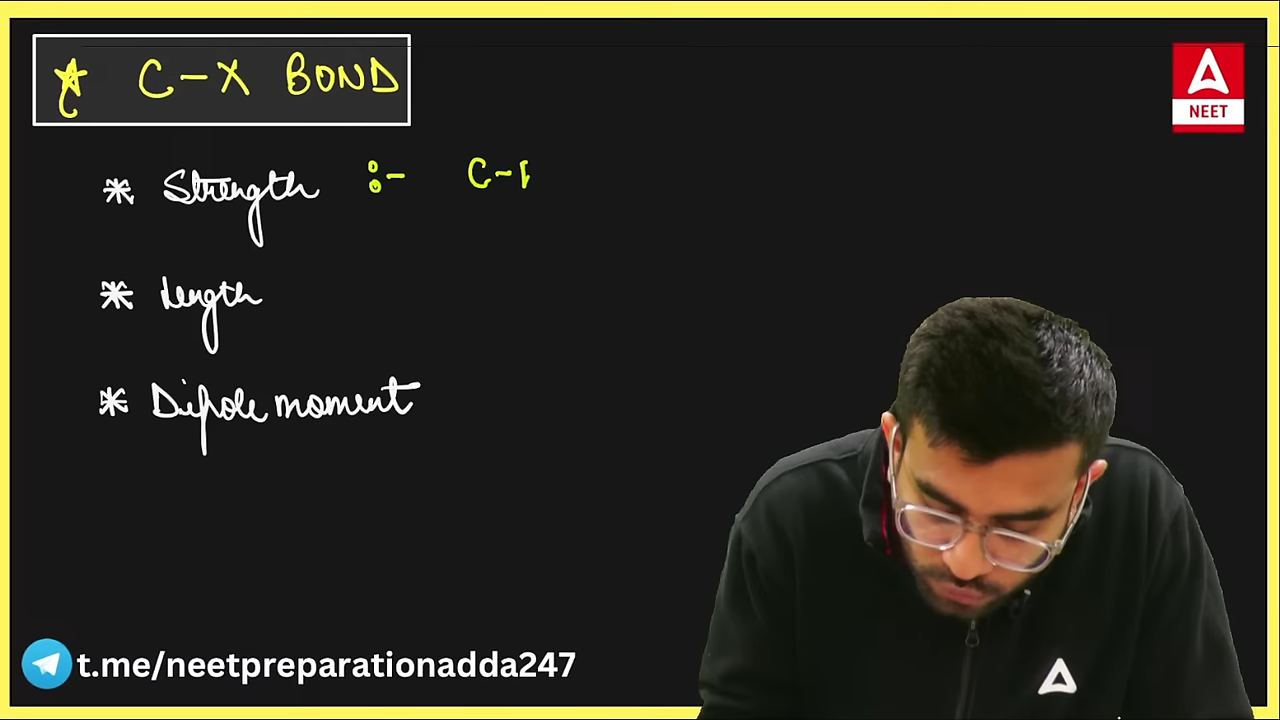 C-X BOND
NEET
* Strength :- C-
* Length
* Dipole moment
t.me/neetpreparationadda247